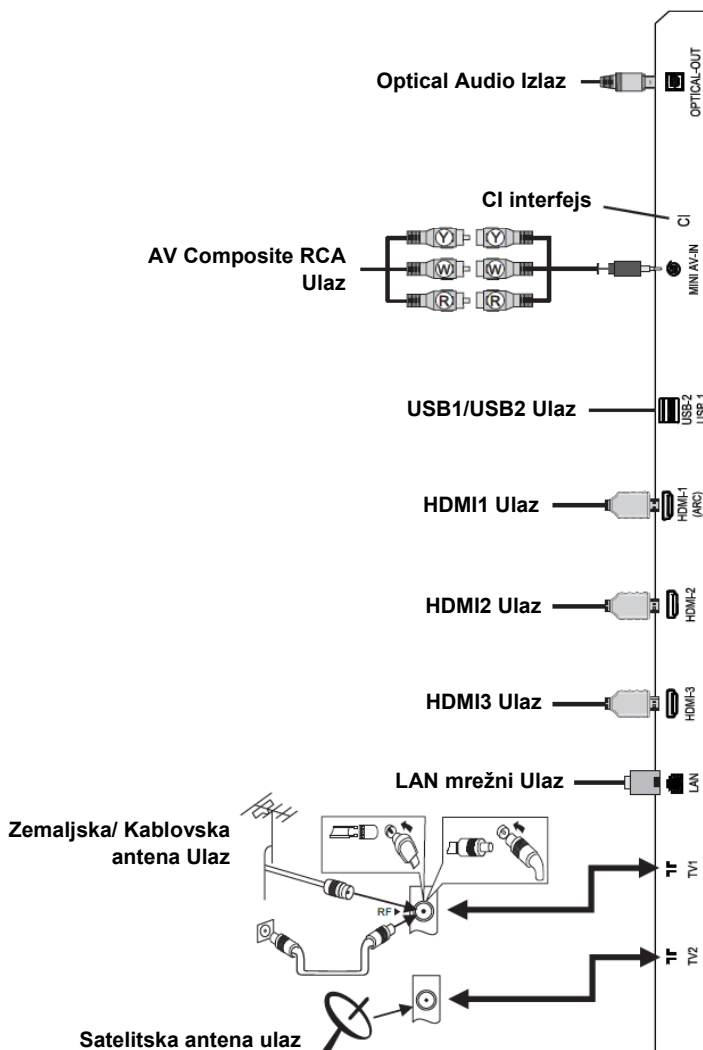 Optical Audio Izlaz
OPTICAL-OUT
CI interfejs
CI
AV Composite RCA
Ulaz
Y Y
W W
R R
MINI AV-IN
USB1/USB2 Ulaz
USB-2
USB-1
HDMI1 Ulaz
HDMI-1
(ARC)
HDMI2 Ulaz
HDMI-2
HDMI3 Ulaz
HDMI-3
LAN mrežni Ulaz
LAN
Zemaljska/ Kablovska
antena Ulaz
TV1
RF
TV2
Satelitska antena ulaz